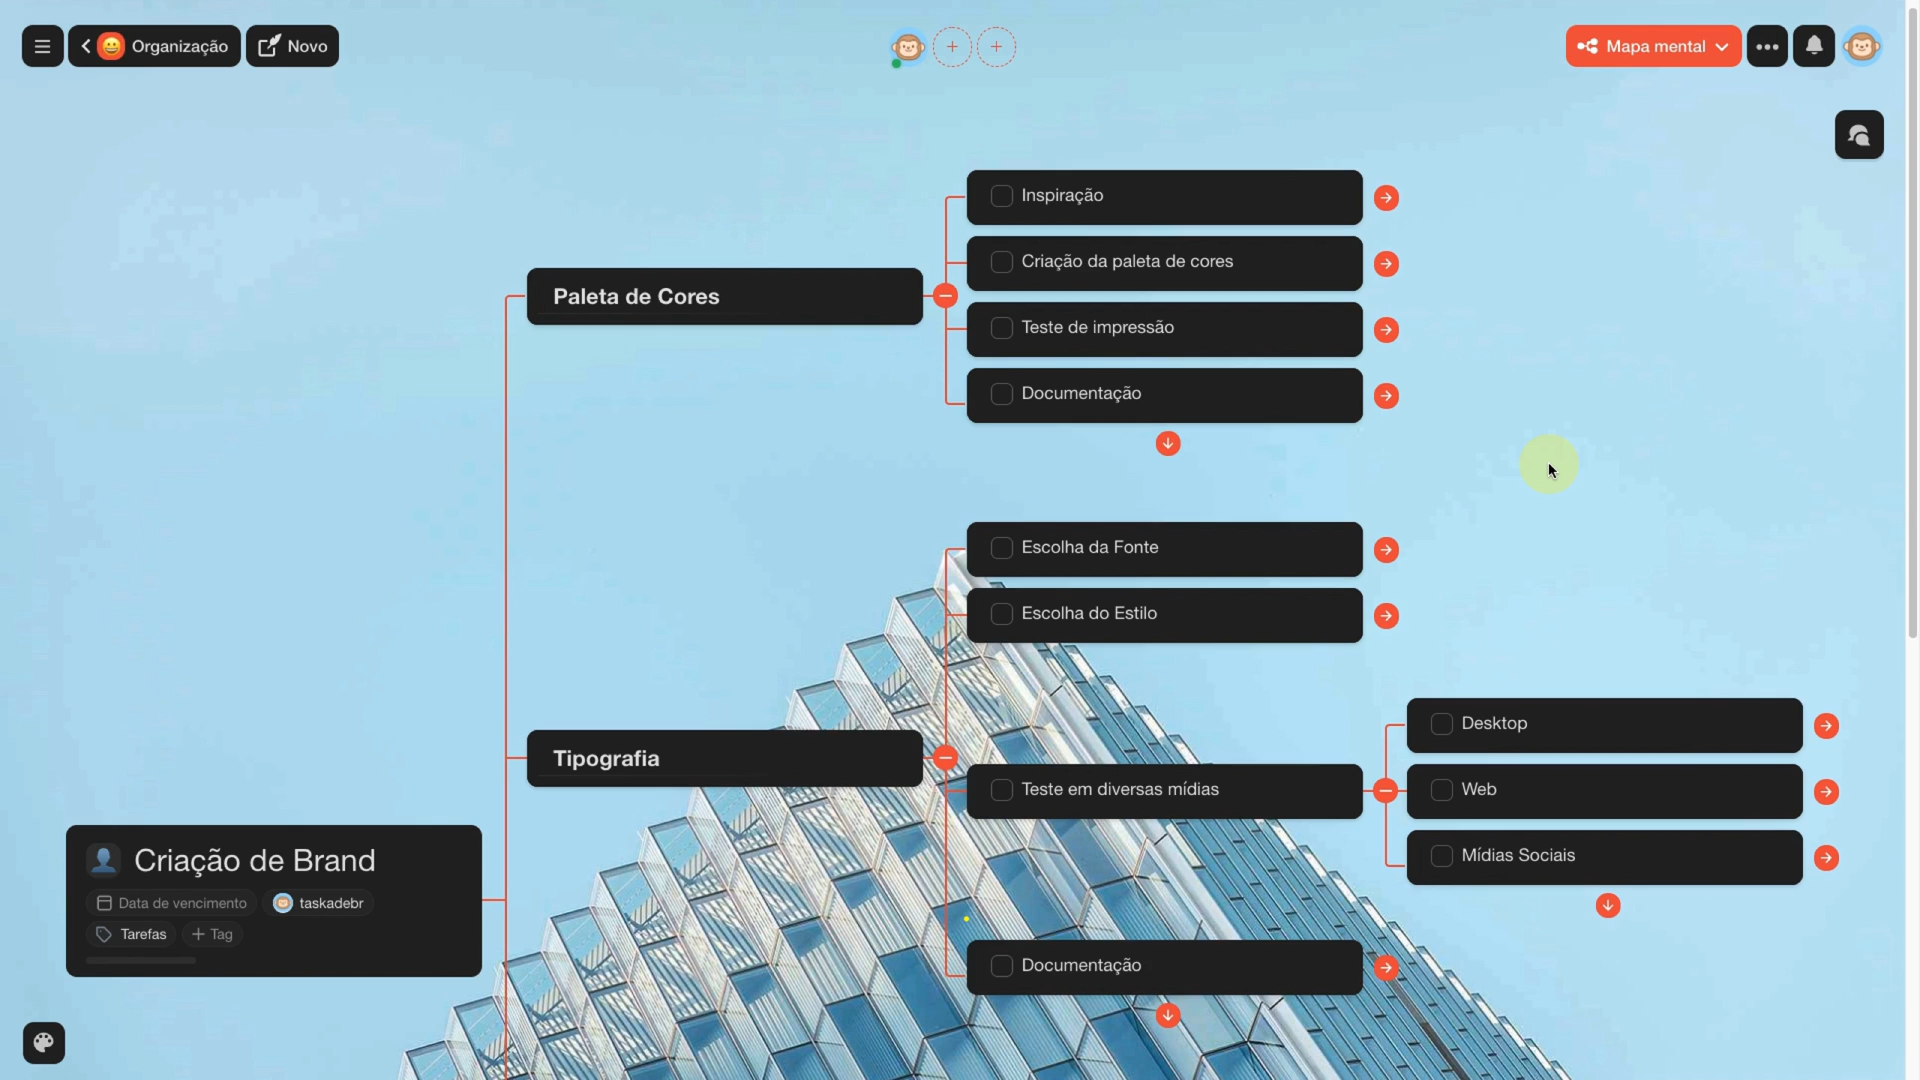 Organização
Novo
Mapa mental
Inspiração
Criação da paleta de cores
Paleta de Cores
Teste de impressão
Documentação
Escolha da Fonte
Escolha do Estilo
Desktop
Tipografia
Teste em diversas mídias
Web
Mídias Sociais
Criação de Brand
Data de vencimento
taskadebr
Tarefas
+ Tag
Documentação